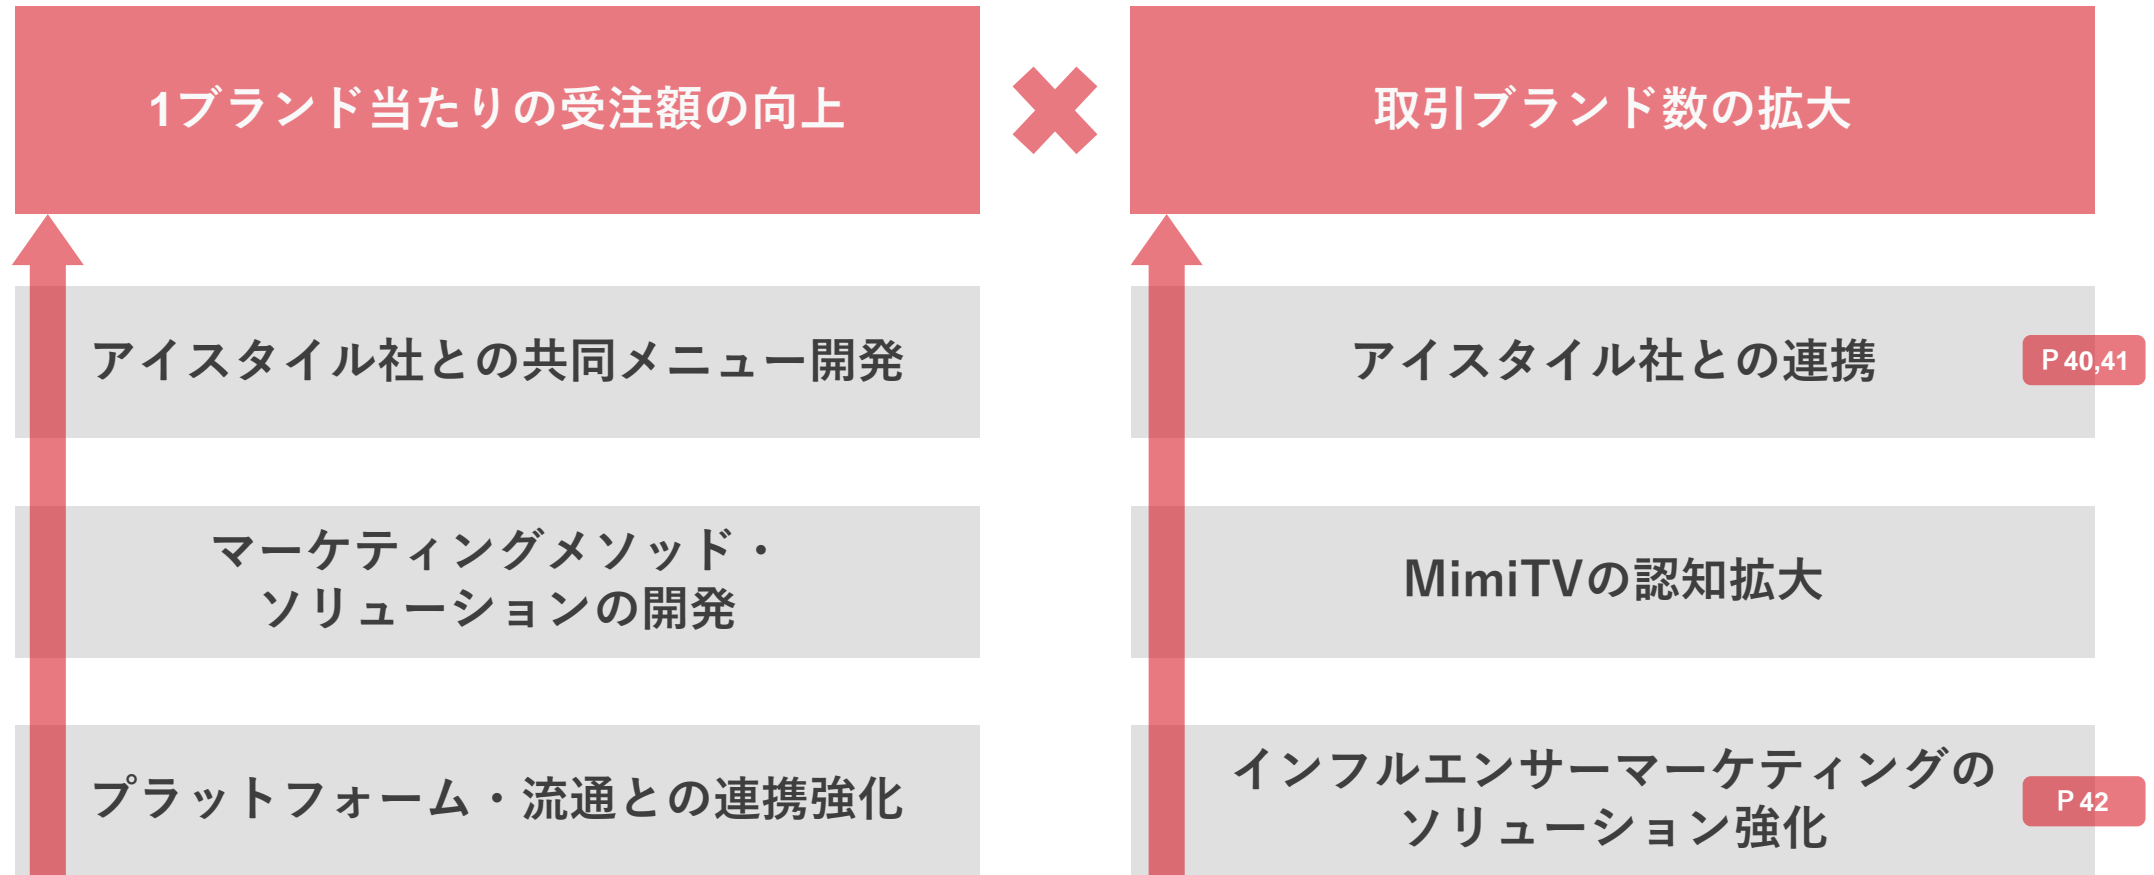 1ブランド当たりの受注額の向上
取引ブランド数の拡大
アイスタイル社との共同メニュー開発
アイスタイル社との連携
P 40,41
マーケティングメソッド・
ソリューションの開発
MimiTVの認知拡大
プラットフォーム・流通との連携強化
インフルエンサーマーケティングの
ソリューション強化
P 42